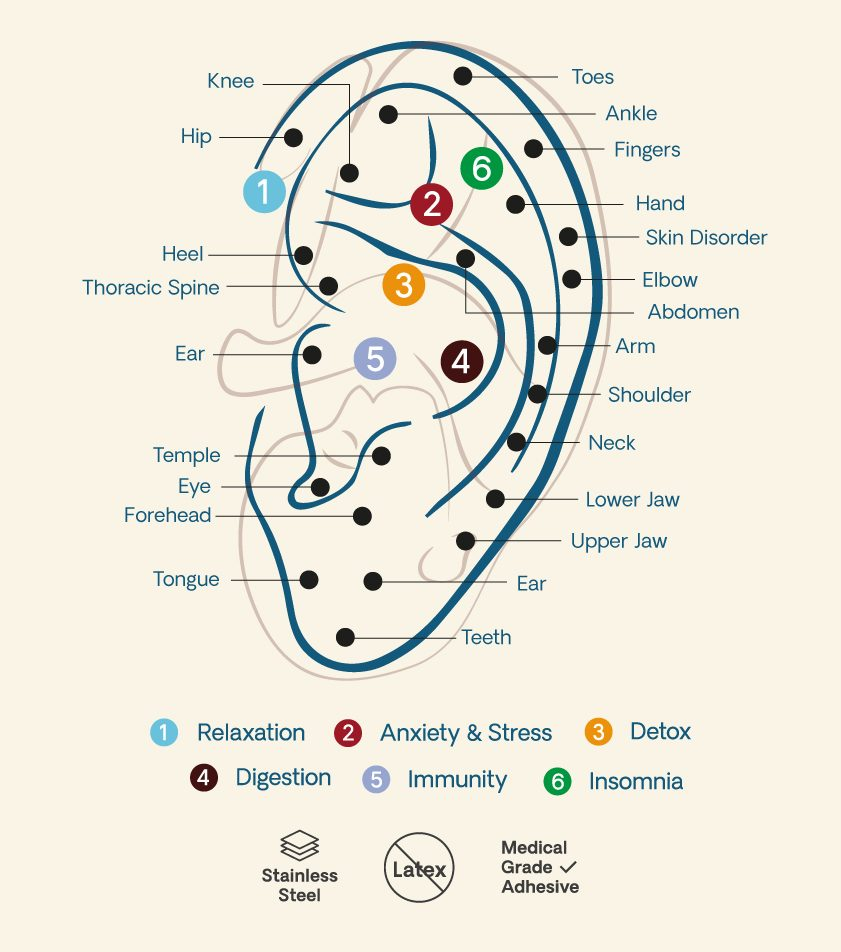 Knee
Toes
Ankle
Hip
Fingers
1
6
2
Hand
Skin Disorder
Heel
Elbow
Thoracic Spine
3
Abdomen
Ear
5
4
Arm
Shoulder
Neck
Temple
Eye
Lower Jaw
Forehead
Upper Jaw
Tongue
Ear
Teeth
1 Relaxation 2 Anxiety & Stress 3 Detox
4 Digestion 5 Immunity 6 Insomnia
Stainless
Steel
Latex
Medical
Grade
Adhesive